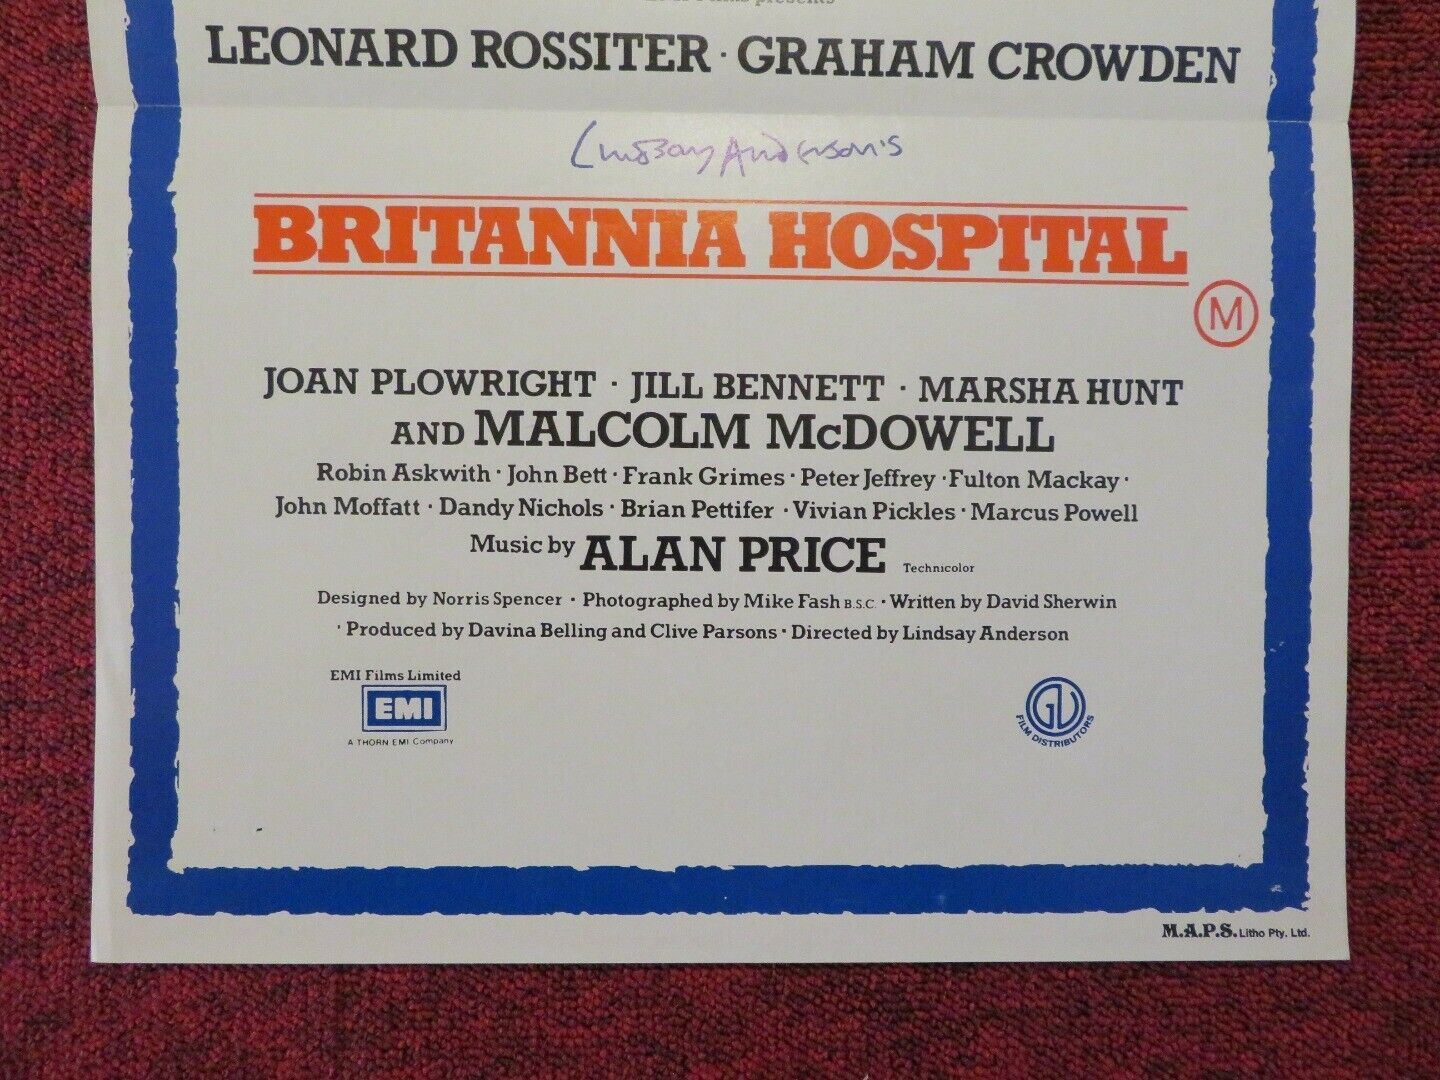 presents
LEONARD ROSSITER · GRAHAM CROWDEN
Lindsay Anderson's
BRITANNIA HOSPITAL
M
JOAN PLOWRIGHT · JILL BENNETT · MARSHA HUNT
AND MALCOLM McDOWELL
Robin Askwith · John Bett · Frank Grimes · Peter Jeffrey · Fulton Mackay ·
John Moffatt · Dandy Nichols · Brian Pettifer · Vivian Pickles · Marcus Powell
Music by ALAN PRICE Technicolor
Designed by Norris Spencer · Photographed by Mike Fash B.S.C. · Written by David Sherwin
· Produced by Davina Belling and Clive Parsons · Directed by Lindsay Anderson
EMI Films Limited
EMI
A THORN EMI Company
GU
FILM DISTRIBUTORS
M.A.P.S. Litho Pty. Ltd.